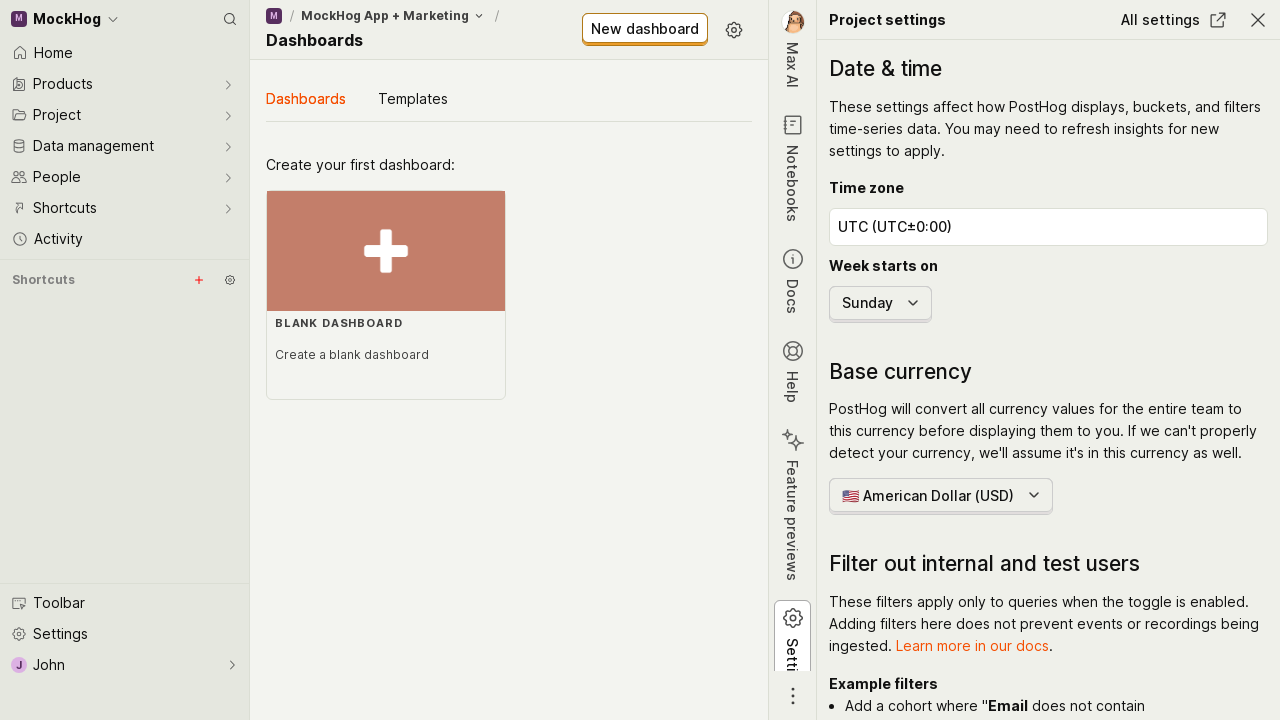 M MockHog
Home
Products
Project
Data management
People
Shortcuts
Activity
Shortcuts
Toolbar
Settings
J John
M / MockHog App + Marketing /
Dashboards
New dashboard
Dashboards
Templates
Create your first dashboard:
BLANK DASHBOARD
Create a blank dashboard
Max AI
Notebooks
Docs
Help
Feature previews
Setti
Project settings
All settings
Date & time
These settings affect how PostHog displays, buckets, and filters
time-series data. You may need to refresh insights for new
settings to apply.
Time zone
UTC (UTC±0:00)
Week starts on
Sunday
Base currency
PostHog will convert all currency values for the entire team to
this currency before displaying them to you. If we can't properly
detect your currency, we'll assume it's in this currency as well.
🇺🇸 American Dollar (USD)
Filter out internal and test users
These filters apply only to queries when the toggle is enabled.
Adding filters here does not prevent events or recordings being
ingested. Learn more in our docs.
Example filters
• Add a cohort where "Email does not contain